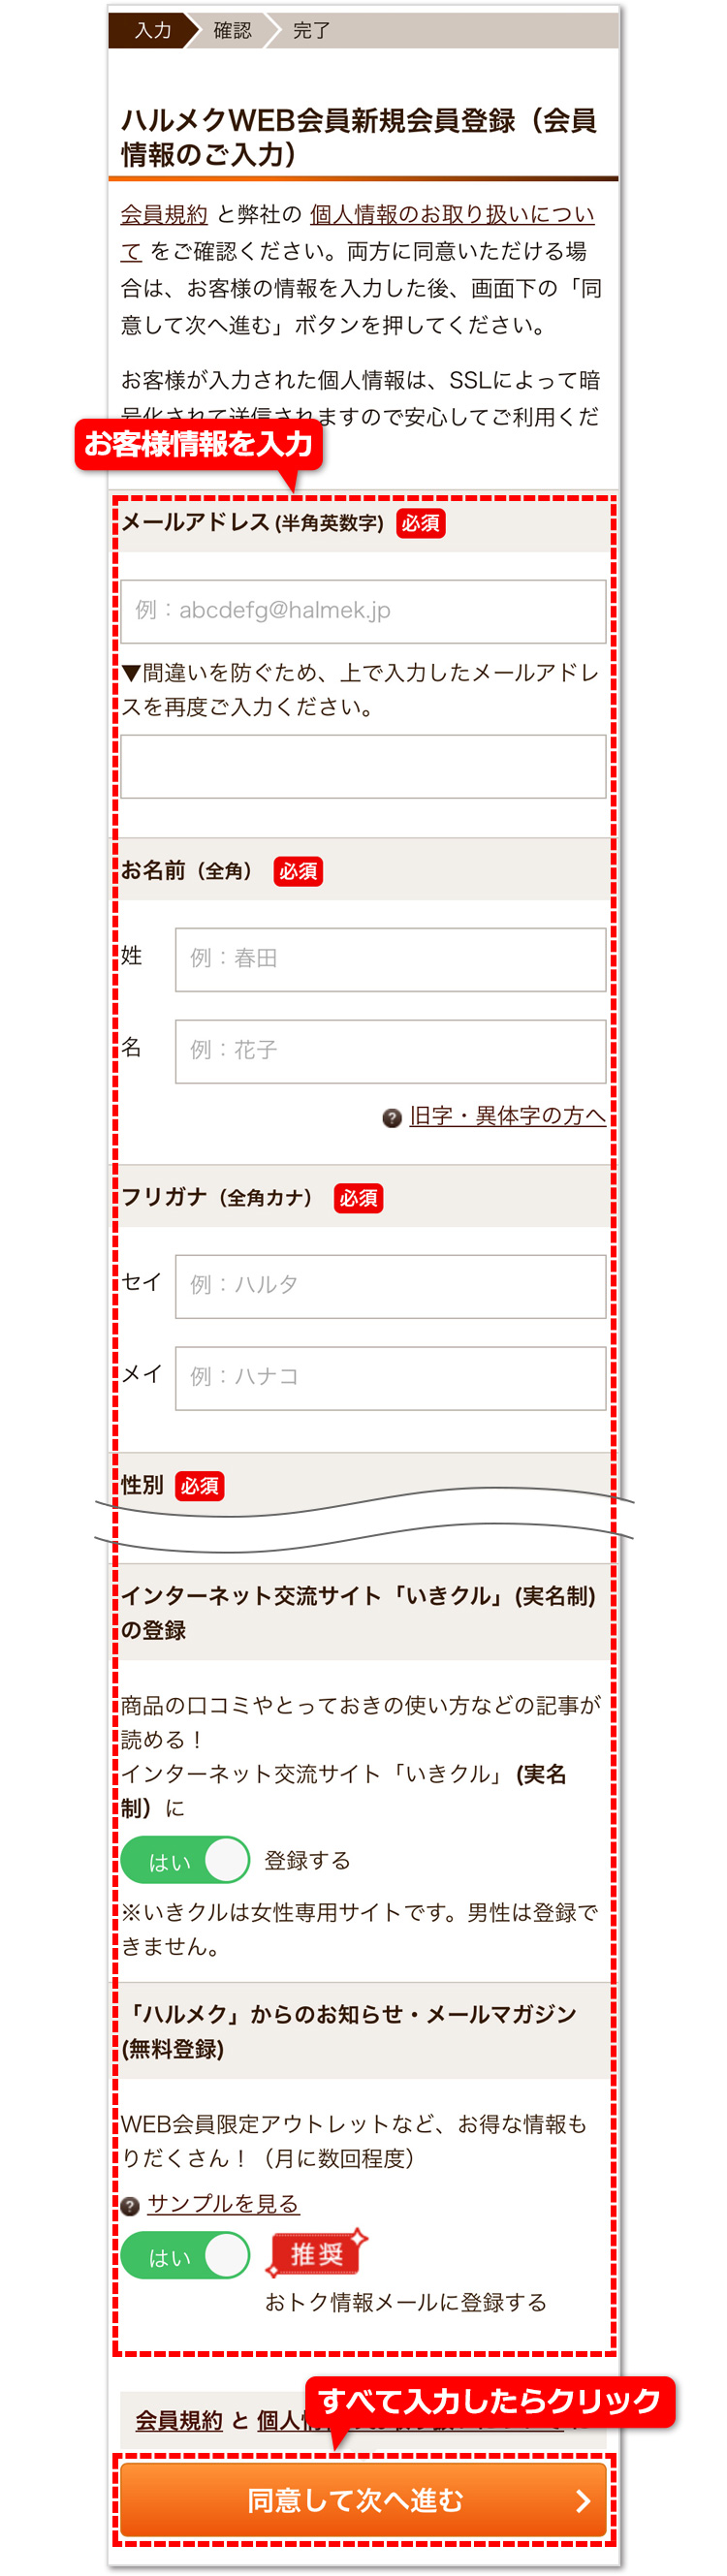 入力 確認 完了
ハルメクWEB会員新規会員登録（会員
情報のご入力）
会員規約 と弊社の 個人情報のお取り扱いについ
て をご確認ください。両方に同意いただける場
合は、お客様の情報を入力した後、画面下の「同
意して次へ進む」ボタンを押してください。
お客様が入力された個人情報は、SSLによって暗
号化されて送信されますので安心してご利用くだ
お客様情報を入力
メールアドレス(半角英数字) 必須
例：abcdefg@halmek.jp
▼間違いを防ぐため、上で入力したメールアドレ
スを再度ご入力ください。
お名前（全角） 必須
姓 例：春田
名 例：花子
? 旧字・異体字の方へ
フリガナ（全角カナ） 必須
セイ 例：ハルタ
メイ 例：ハナコ
性別 必須
インターネット交流サイト「いきクル」(実名制)
の登録
商品の口コミやとっておきの使い方などの記事が
読める！
インターネット交流サイト「いきクル」(実名
制）に
はい 登録する
※いきクルは女性専用サイトです。男性は登録で
きません。
「ハルメク」からのお知らせ・メールマガジン
(無料登録)
WEB会員限定アウトレットなど、お得な情報も
りだくさん！（月に数回程度）
? サンプルを見る
はい 推奨
おトク情報メールに登録する
すべて入力したらクリック
会員規約 と 個人
同意して次へ進む